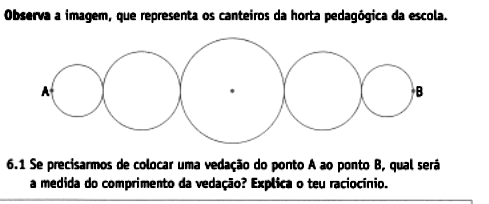 Observa a imagem, que representa os canteiros da horta pedagógica da escola.
A
B
6.1 Se precisarmos de colocar uma vedação do ponto A ao ponto B, qual será
a medida do comprimento da vedação? Explica o teu raciocínio.